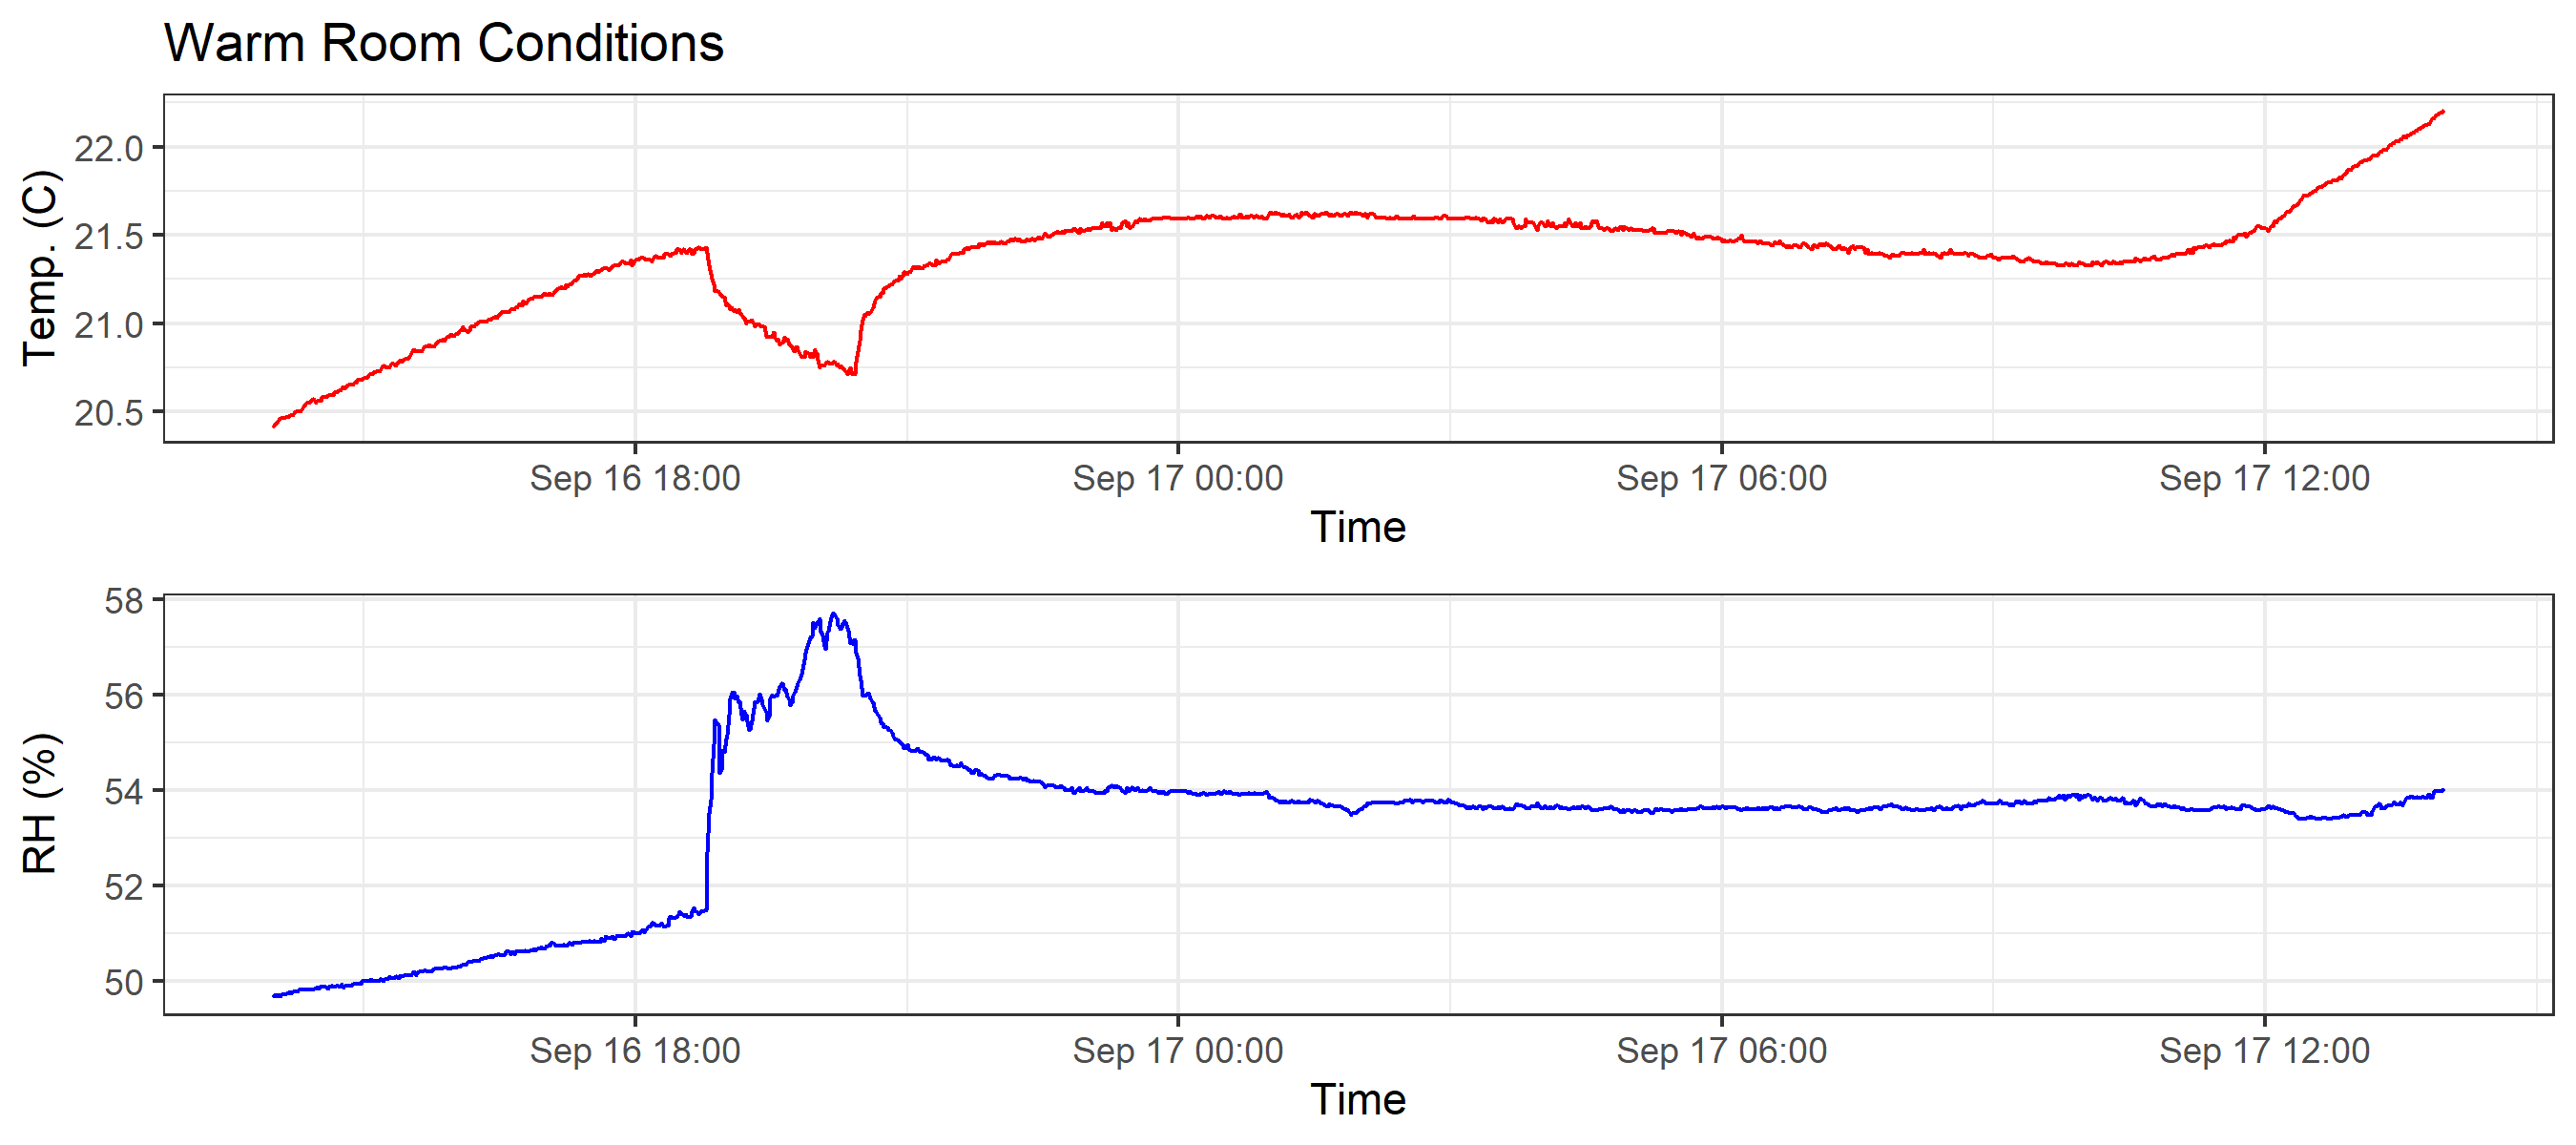 Warm Room Conditions
Temp. (C)
22.0
21.5
21.0
20.5
Sep 16 18:00 Sep 17 00:00 Sep 17 06:00 Sep 17 12:00
Time
RH (%)
58
56
54
52
50
Sep 16 18:00 Sep 17 00:00 Sep 17 06:00 Sep 17 12:00
Time